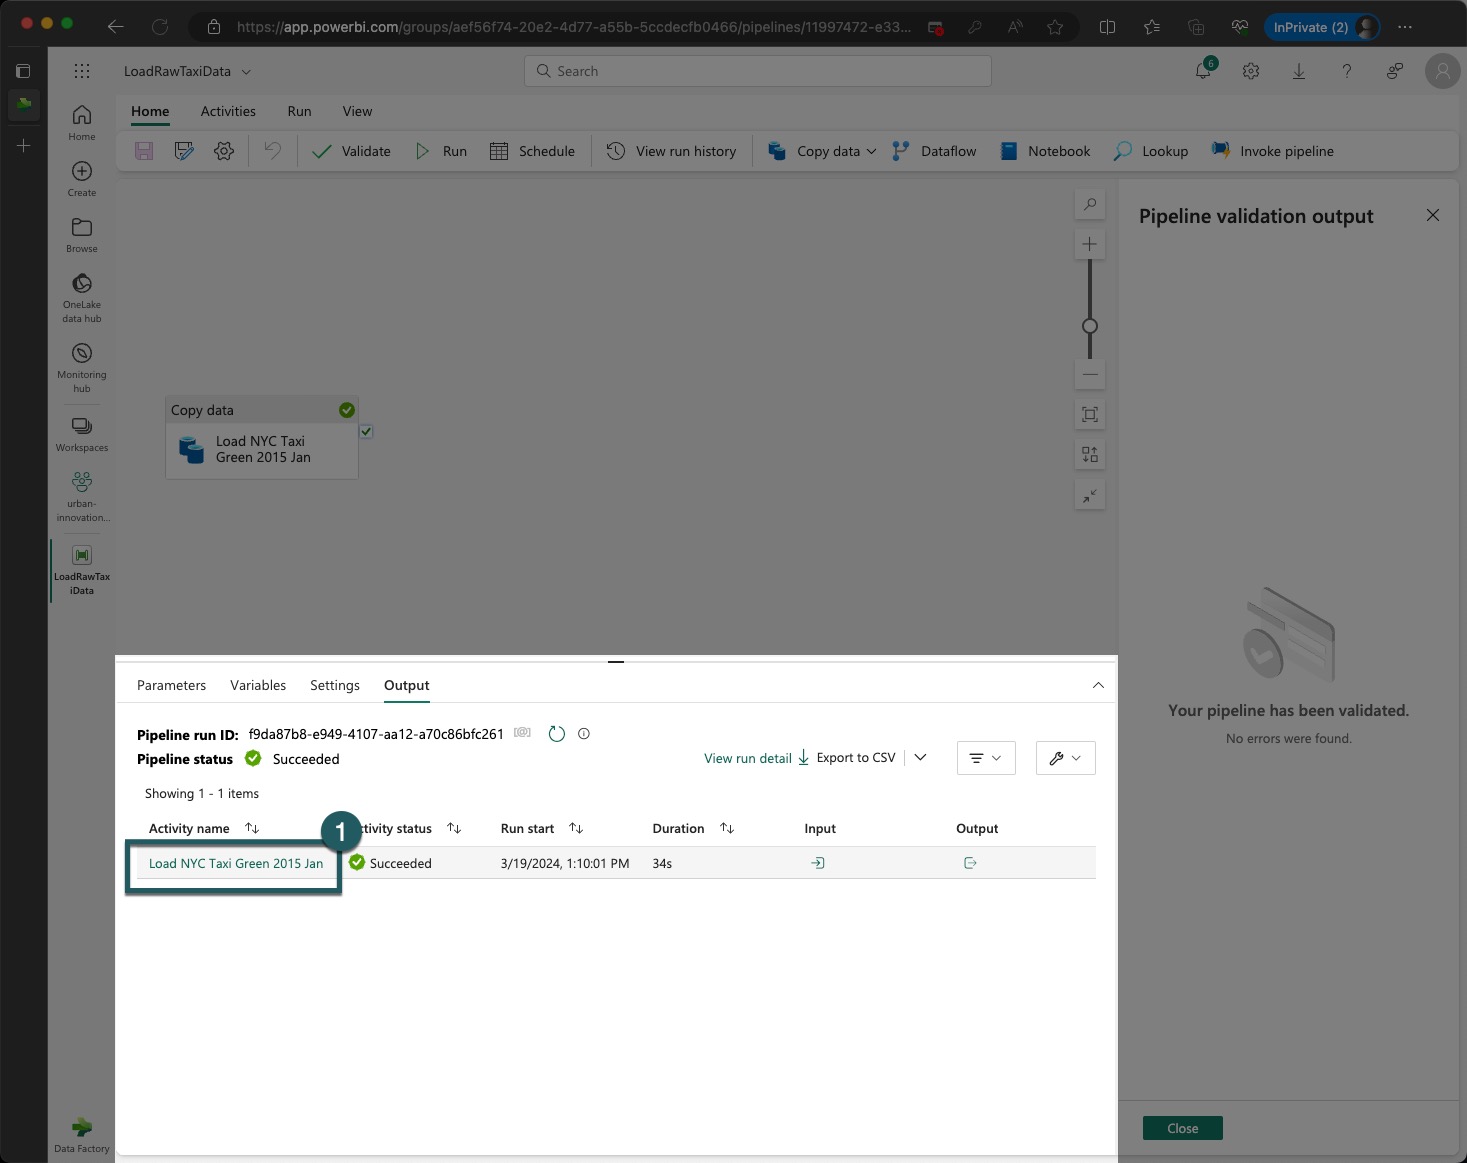 https://app.powerbi.com/groups/aef56f74-20e2-4d77-a55b-5ccdecfb0466/pipelines/11997472-e33...
InPrivate (2)
LoadRawTaxiData
Search
6
Home
Activities
Run
View
Validate
Run
Schedule
View run history
Copy data
Dataflow
Notebook
Lookup
Invoke pipeline
Home
Create
Browse
OneLake
data hub
Monitoring
hub
Workspaces
urban-
innovation...
LoadRawTax
iData
Data Factory
Copy data
Load NYC Taxi
Green 2015 Jan
Pipeline validation output
Your pipeline has been validated.
No errors were found.
Close
Parameters
Variables
Settings
Output
Pipeline run ID: f9da87b8-e949-4107-aa12-a70c86bfc261
Pipeline status Succeeded
View run detail
Export to CSV
Showing 1 - 1 items
Activity name
1
tivity status
Run start
Duration
Input
Output
Load NYC Taxi Green 2015 Jan
Succeeded
3/19/2024, 1:10:01 PM
34s